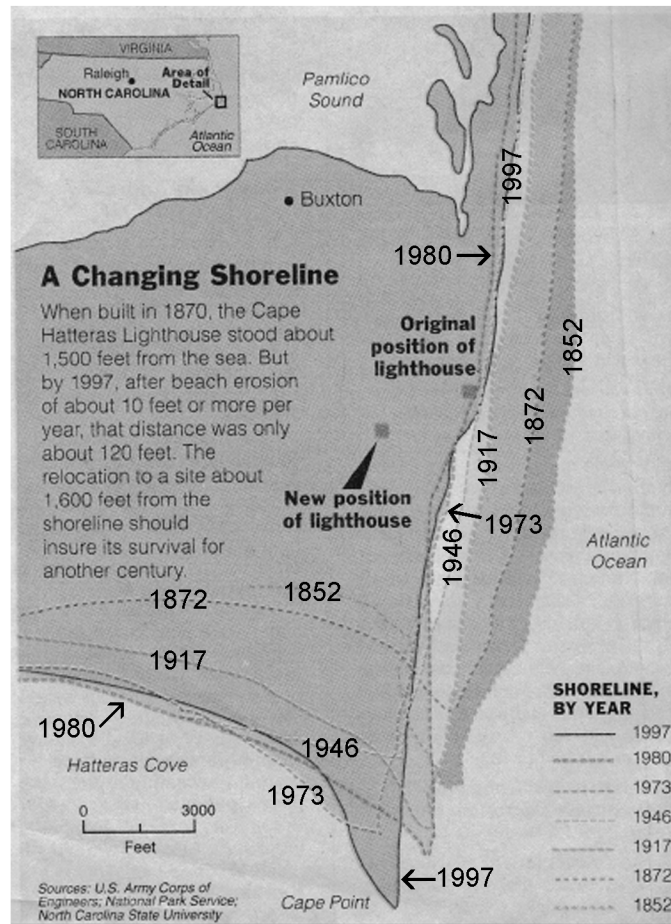 VIRGINIA
Raleigh
Area of
Detail
NORTH CAROLINA
SOUTH
CAROLINA
Atlantic
Ocean
Pamlico
Sound
Buxton
1997
1980
A Changing Shoreline
When built in 1870, the Cape
Hatteras Lighthouse stood about
1,500 feet from the sea. But
by 1997, after beach erosion
of about 10 feet or more per
year, that distance was only
about 120 feet. The
relocation to a site about
1,600 feet from the
shoreline should
insure its survival for
another century.
Original
position of
lighthouse
New position
of lighthouse
1852
1872
1917
1946
1973
Atlantic
Ocean
1872
1852
1917
1980
1946
1973
Hatteras Cove
0 3000
Feet
1997
Cape Point
SHORELINE,
BY YEAR
1997
1980
1973
1946
1917
1872
1852
Sources: U.S. Army Corps of
Engineers; National Park Service;
North Carolina State University